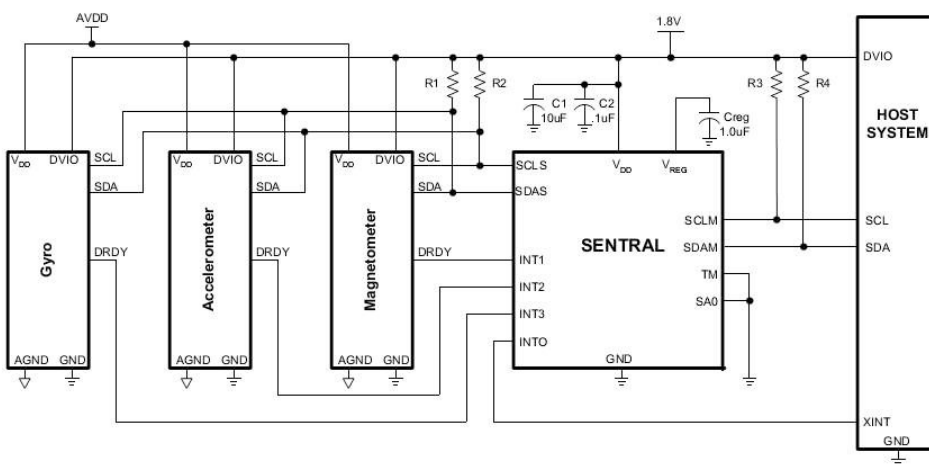 AVDD
1.8V
DVIO
R1
R2
R3
R4
C1
10uF
C2
.1uF
Creg
1.0uF
HOST
SYSTEM
VDD
DVIO
SCL
SDA
DRDY
Gyro
AGND
GND
VDD
DVIO
SCL
SDA
DRDY
Accelerometer
AGND
GND
VDD
DVIO
SCL
SDA
DRDY
Magnetometer
AGND
GND
SCLS
SDAS
VDD
VREG
SENTRAL
SCLM
SDAM
TM
SA0
INT1
INT2
INT3
INTO
GND
SCL
SDA
XINT
GND